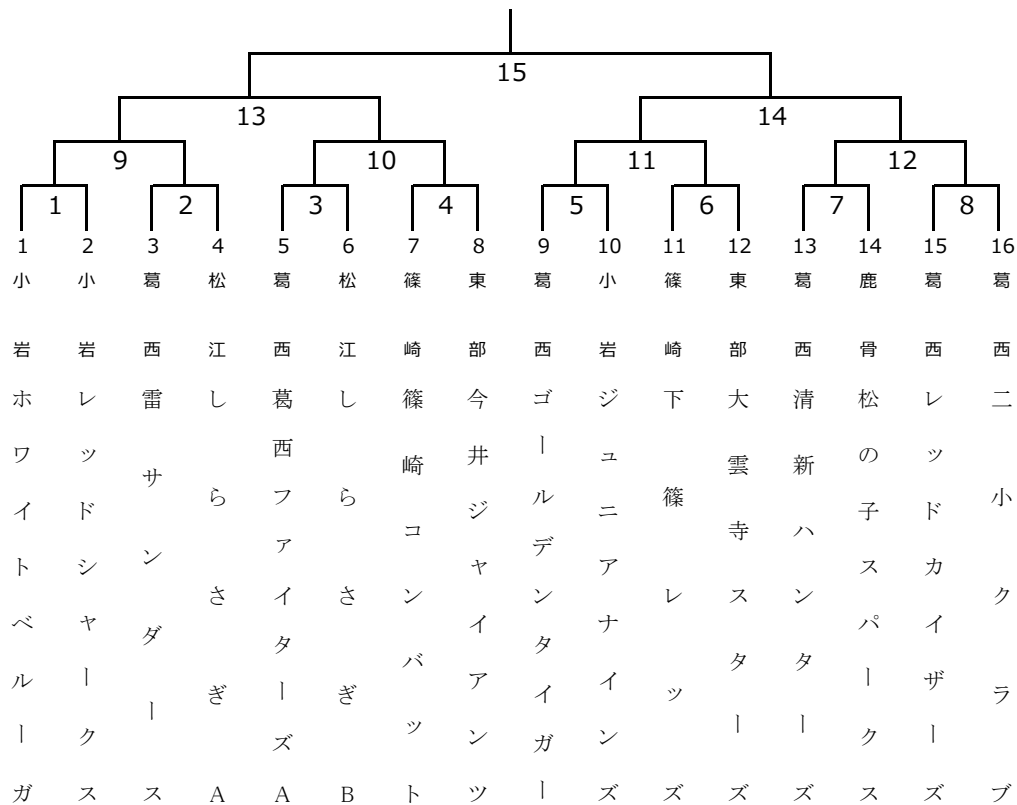 15
13
14
9
10
11
12
1
2
3
4
5
6
7
8
1
2
3
4
5
6
7
8
9
10
11
12
13
14
15
16
小岩
小岩
葛西
松江
葛西
松江
篠崎
東部
葛西
小岩
篠崎
東部
葛西
鹿骨
葛西
葛西
ホワイトベルーガ
レッドシャークス
雷サンダース
しらさぎA
葛西ファイターズA
しらさぎB
篠崎コンバット
今井ジャイアンツ
ゴールデンタイガー
ジュニアナインズ
下篠レッズ
大雲寺スターズ
清新ハンターズ
松の子スパークス
レッドカイザーズ
二小クラブ